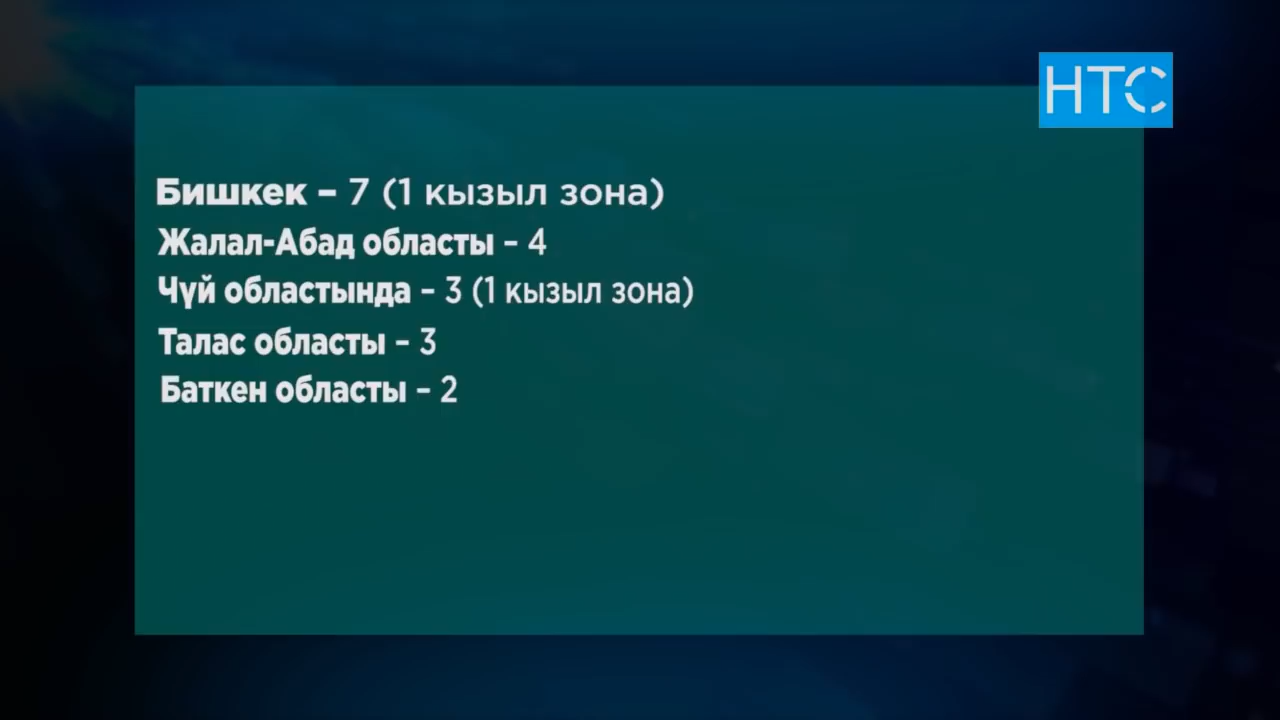 НТС
Бишкек – 7 (1 кызыл зона)
Жалал-Абад областы – 4
Чүй областында – 3 (1 кызыл зона)
Талас областы – 3
Баткен областы – 2